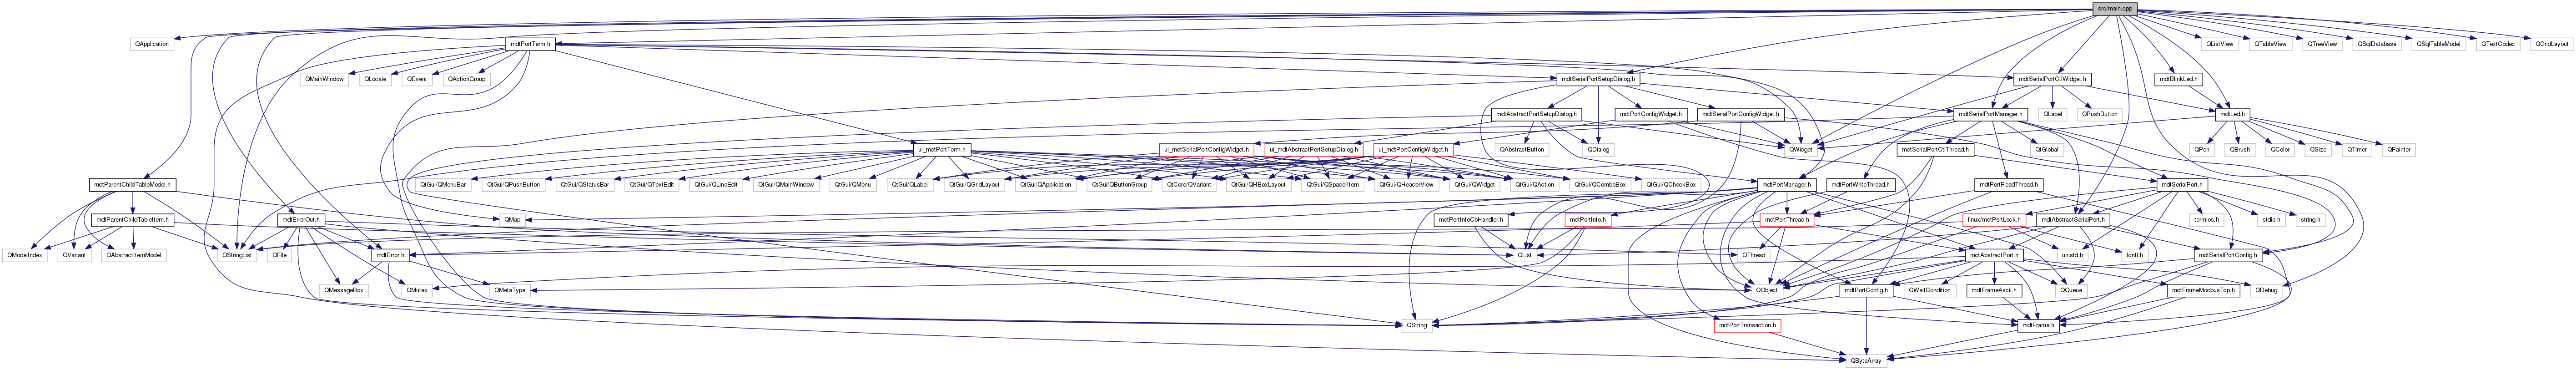 src/main.cpp
QApplication
mdtPortTerm.h
QListView
QTableView
QTreeView
QSqlDatabase
QSqlTableModel
QTextCodec
QGridLayout
QMainWindow
QLocale
QEvent
QActionGroup
mdtSerialPortSetupDialog.h
mdtSerialPortCtlWidget.h
mdtBlinkLed.h
mdtAbstractPortSetupDialog.h
mdtPortConfigWidget.h
mdtSerialPortConfigWidget.h
mdtSerialPortManager.h
QLabel
QPushButton
mdtLed.h
ui_mdtPortTerm.h
ui_mdtSerialPortConfigWidget.h
ui_mdtAbstractPortSetupDialog.h
ui_mdtPortConfigWidget.h
QAbstractButton
QDialog
QWidget
mdtSerialPortCtlThread.h
QtGlobal
QPen
QBrush
QColor
QSize
QTimer
QPainter
mdtParentChildTableModel.h
QtGui/QMenuBar
QtGui/QPushButton
QtGui/QStatusBar
QtGui/QTextEdit
QtGui/QLineEdit
QtGui/QMainWindow
QtGui/QMenu
QtGui/QLabel
QtGui/QGridLayout
QtGui/QApplication
QtGui/QButtonGroup
QtCore/QVariant
QtGui/QHBoxLayout
QtGui/QSpacerItem
QtGui/QHeaderView
QtGui/QWidget
QtGui/QAction
QtGui/QComboBox
QtGui/QCheckBox
mdtPortManager.h
mdtPortWriteThread.h
mdtPortReadThread.h
mdtSerialPort.h
mdtParentChildTableItem.h
mdtErrorOut.h
QMap
mdtPortInfoCbHandler.h
mdtPortInfo.h
mdtPortThread.h
linux/mdtPortLock.h
mdtAbstractSerialPort.h
termios.h
stdio.h
string.h
QModelIndex
QVariant
QAbstractItemModel
QStringList
QFile
mdtError.h
QList
QThread
mdtAbstractPort.h
unistd.h
fcntl.h
mdtSerialPortConfig.h
QMessageBox
QMutex
QMetaType
QObject
mdtPortConfig.h
QWaitCondition
mdtFrameAscii.h
QQueue
mdtFrameModbusTcp.h
QDebug
QString
mdtPortTransaction.h
mdtFrame.h
QByteArray